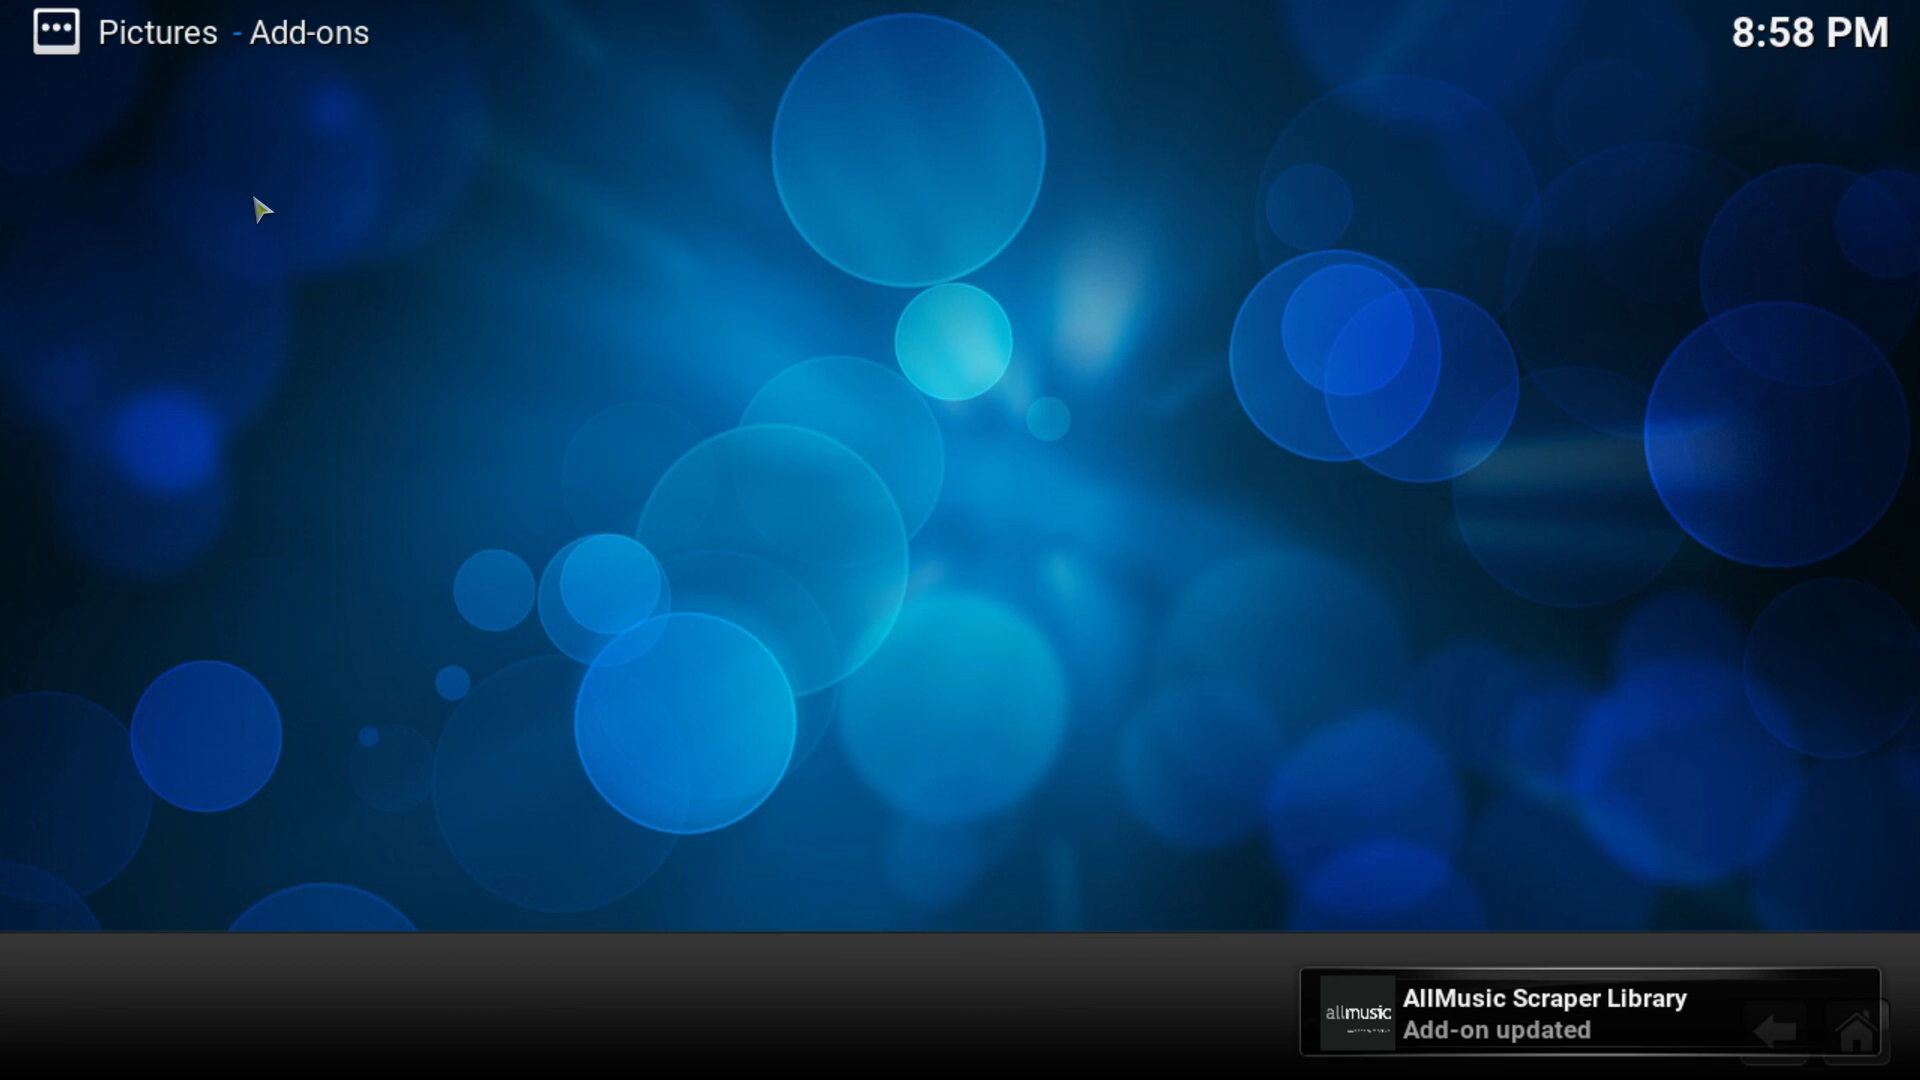 Pictures - Add-ons
8:58 PM
AllMusic Scraper Library
allmusic
Add-on updated